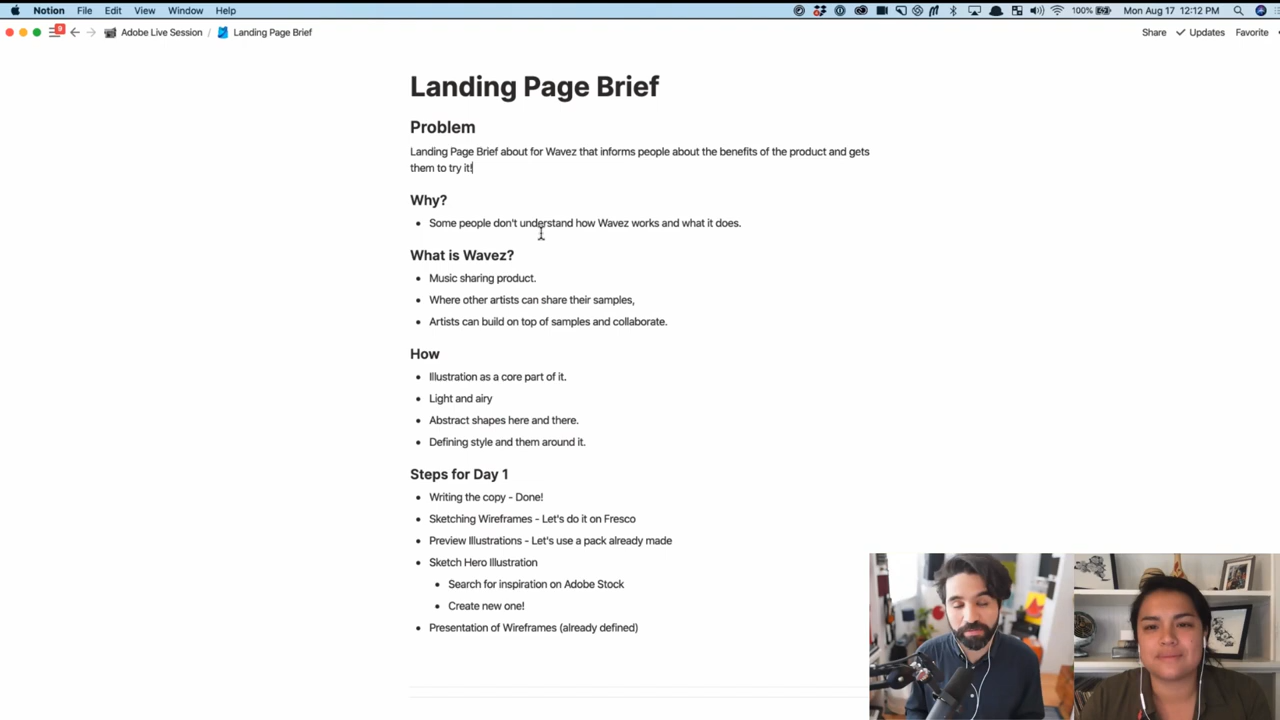 Notion File Edit View Window Help 100% Mon Aug 17 12:12 PM
9 Adobe Live Session / Landing Page Brief Share Updates Favorite
Landing Page Brief
Problem
Landing Page Brief about for Wavez that informs people about the benefits of the product and gets
them to try it!
Why?
• Some people don't understand how Wavez works and what it does.
What is Wavez?
• Music sharing product.
• Where other artists can share their samples,
• Artists can build on top of samples and collaborate.
How
• Illustration as a core part of it.
• Light and airy
• Abstract shapes here and there.
• Defining style and them around it.
Steps for Day 1
• Writing the copy - Done!
• Sketching Wireframes - Let's do it on Fresco
• Preview Illustrations - Let's use a pack already made
• Sketch Hero Illustration
• Search for inspiration on Adobe Stock
• Create new one!
• Presentation of Wireframes (already defined)